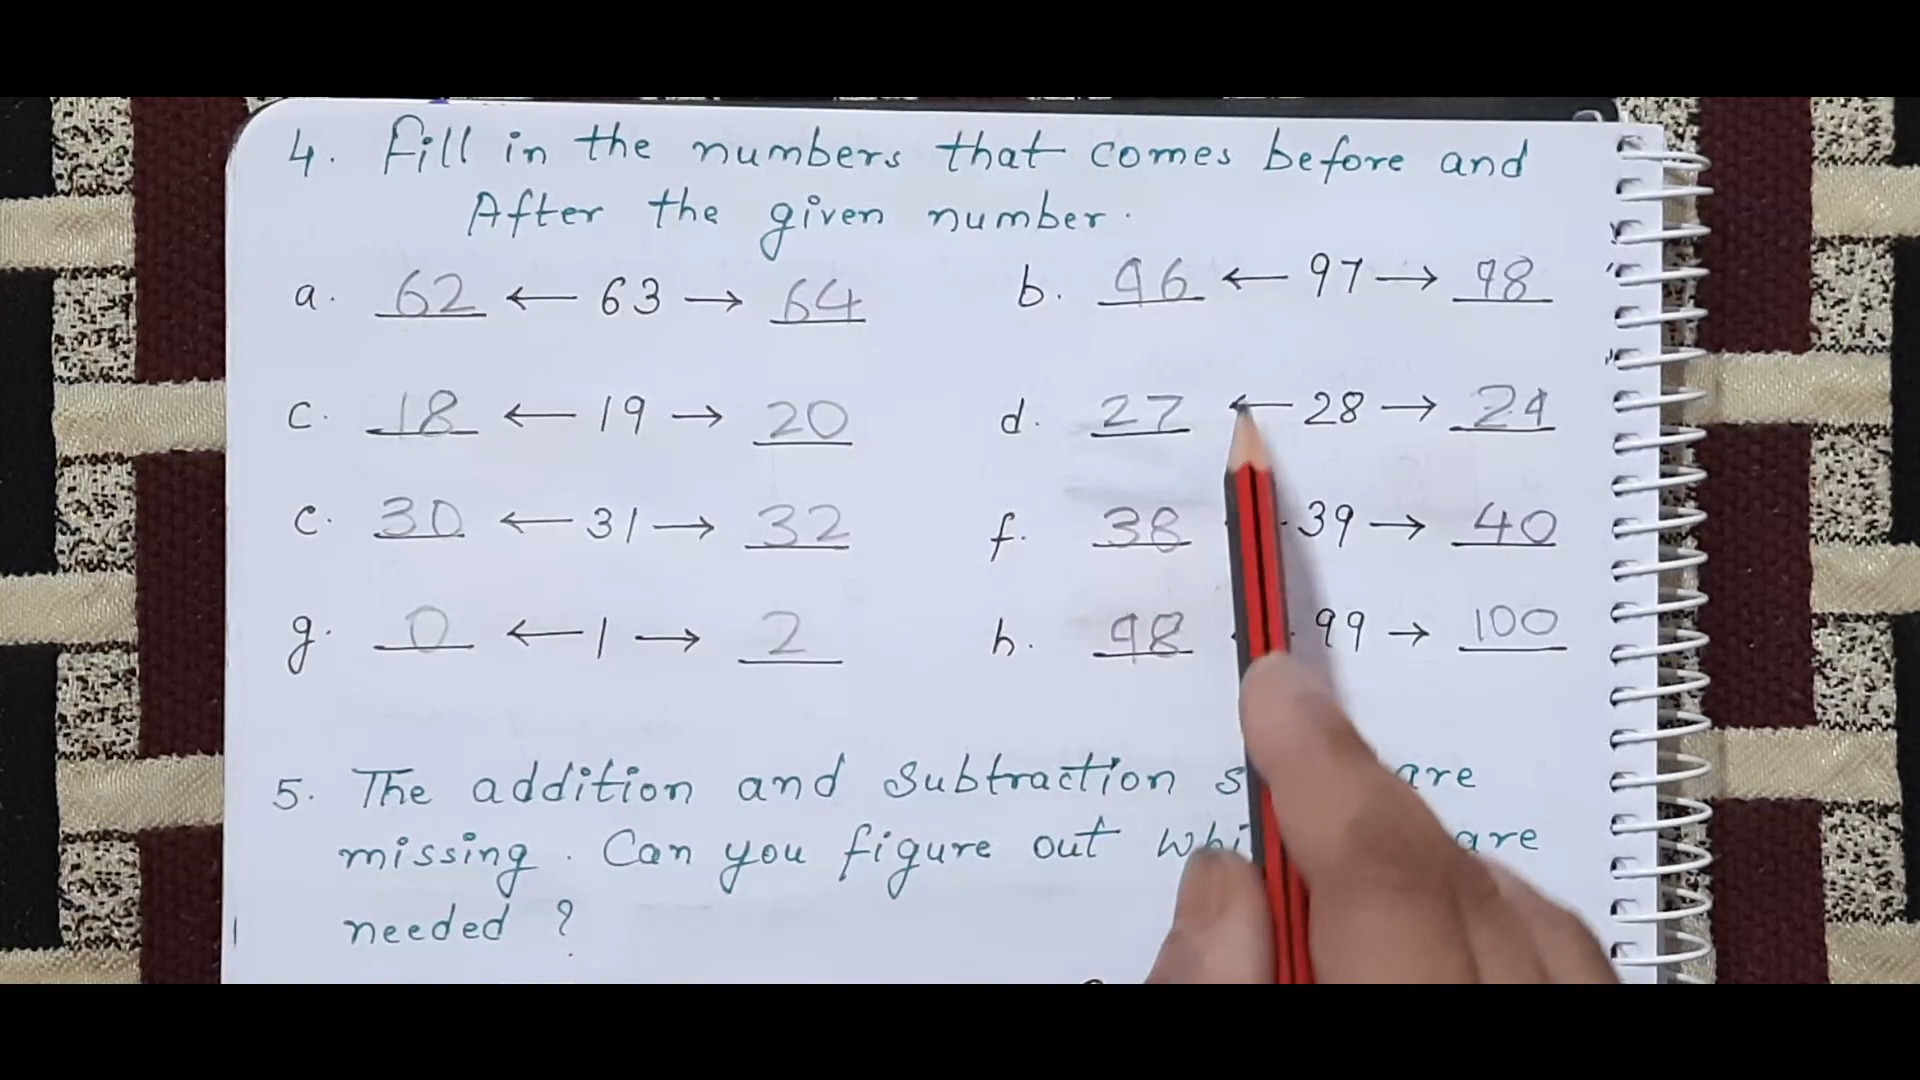 4. Fill in the numbers that comes before and
After the given number.
a. 62 ← 63 → 64 b. 96 ← 97 → 98
c. 18 ← 19 → 20 d. 27 ← 28 → 29
c. 30 ← 31 → 32 f. 38 39 → 40
g. 0 ← 1 → 2 h. 98 99 → 100
5. The addition and subtraction are
missing. Can you figure out are
needed ?